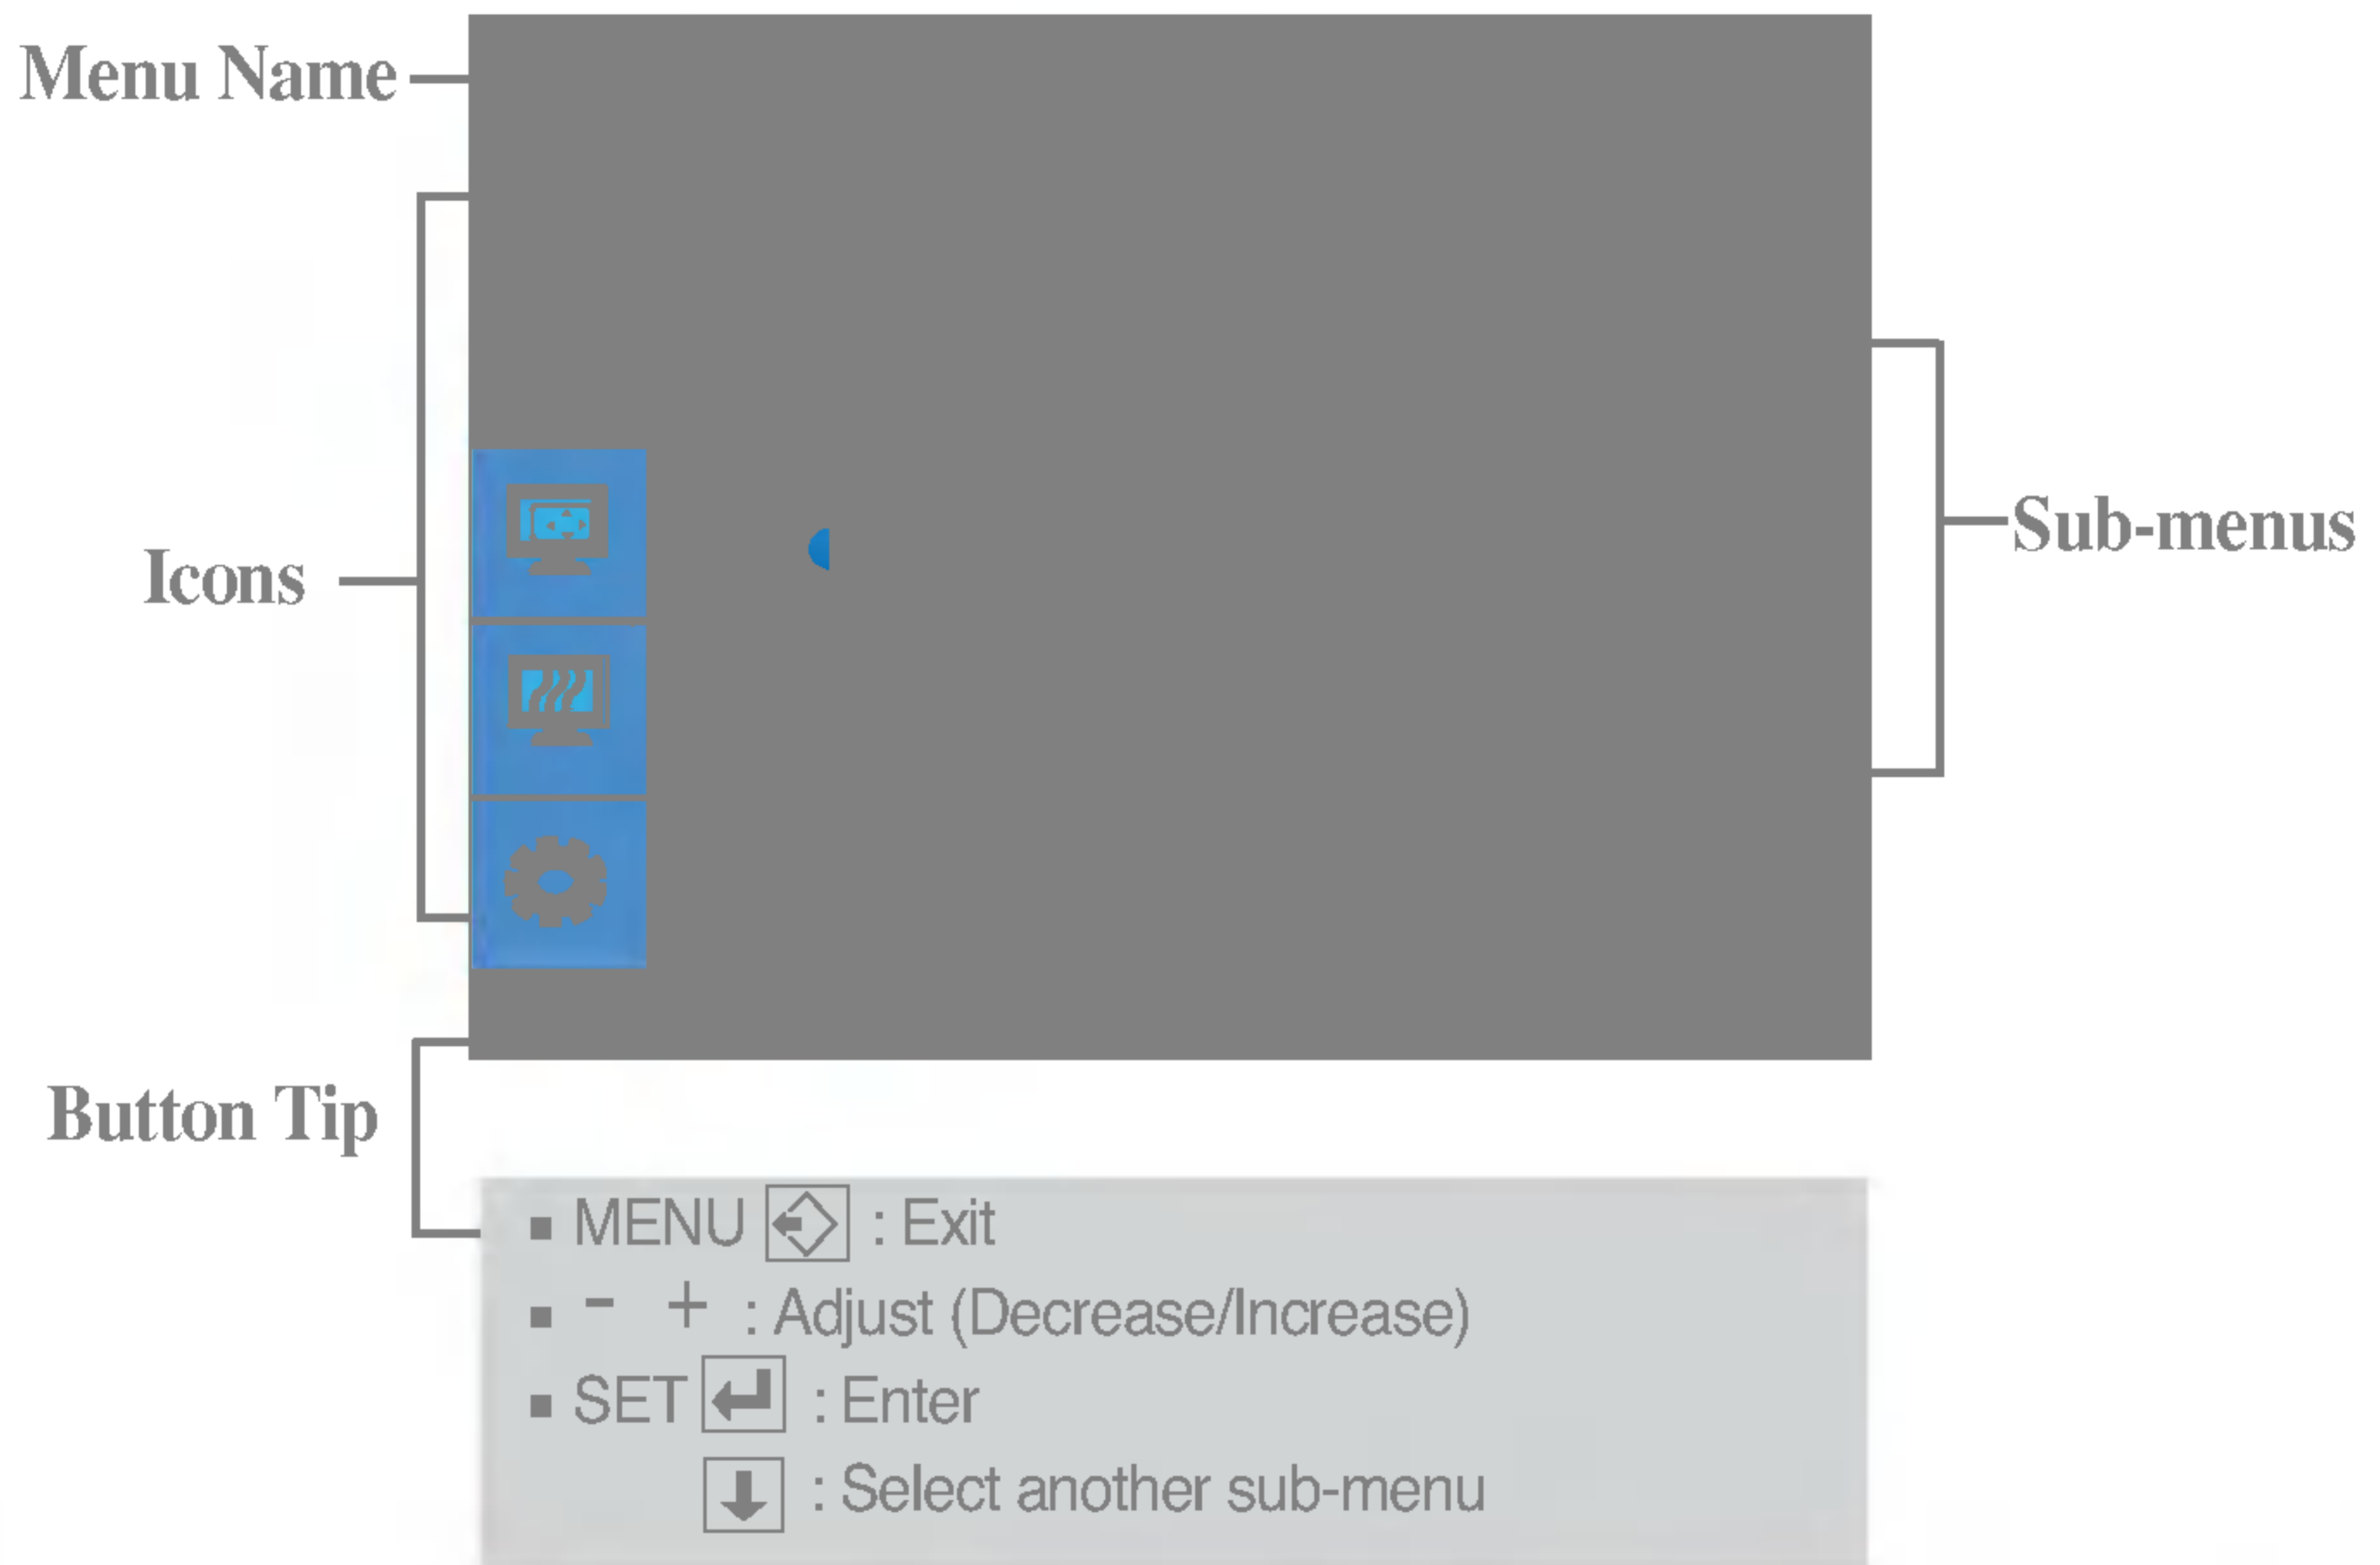 Menu Name
Icons
Sub-menus
Button Tip
■ MENU : Exit
■ - + : Adjust (Decrease/Increase)
■ SET : Enter
: Select another sub-menu